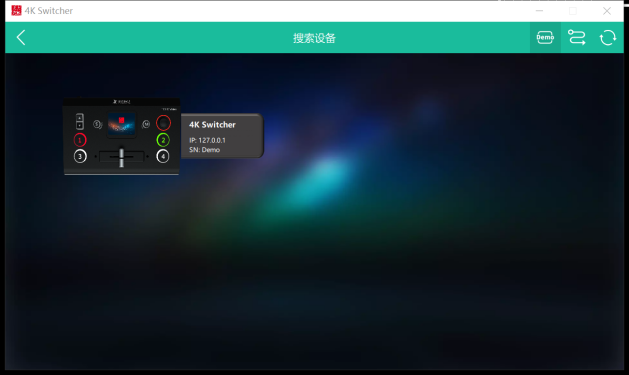 4K Switcher
搜索设备
Demo
4K Switcher
IP: 127.0.0.1
SN: Demo
1
2
3
4